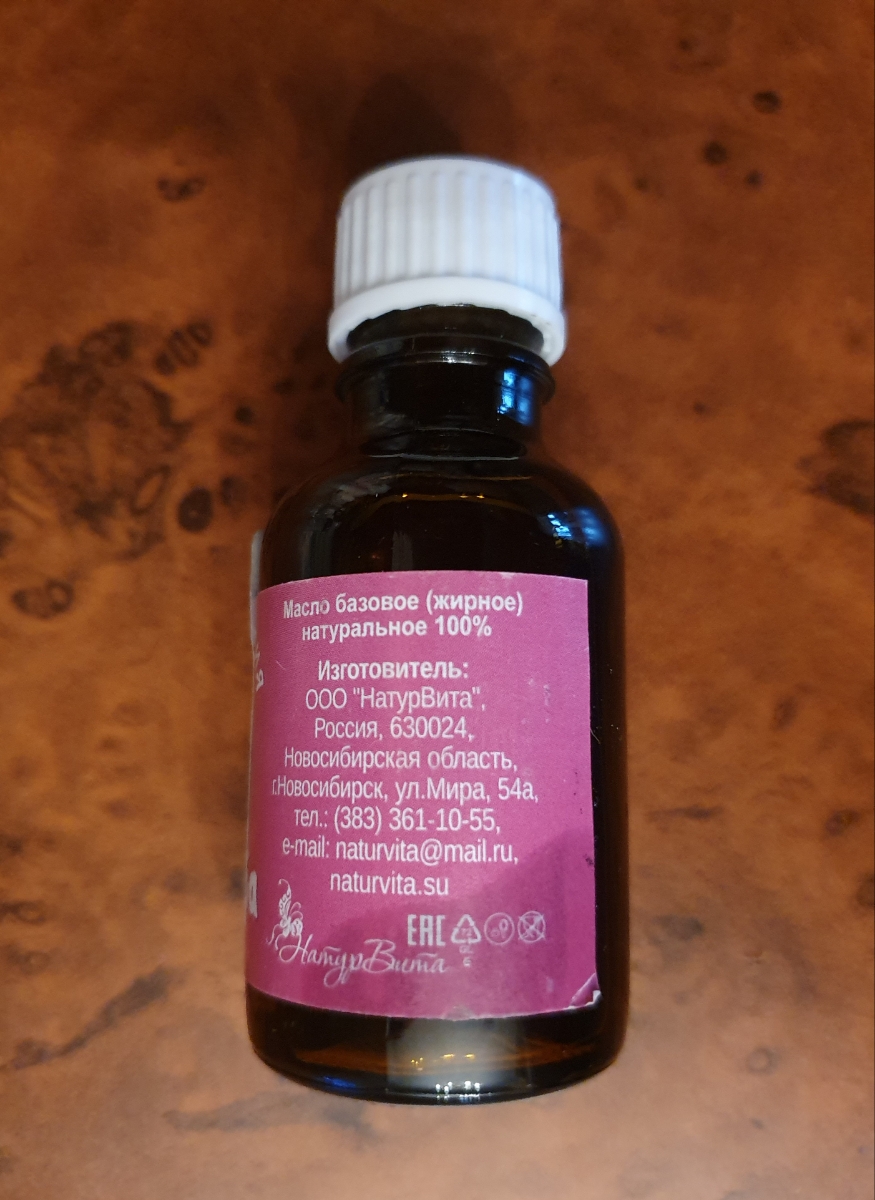 Масло базовое (жирное)
натуральное 100%
Изготовитель:
ООО "НатурВита",
Россия, 630024,
Новосибирская область,
г.Новосибирск, ул.Мира, 54а,
тел.: (383) 361-10-55,
e-mail: naturvita@mail.ru,
naturvita.su
ЕАС
НатурВита